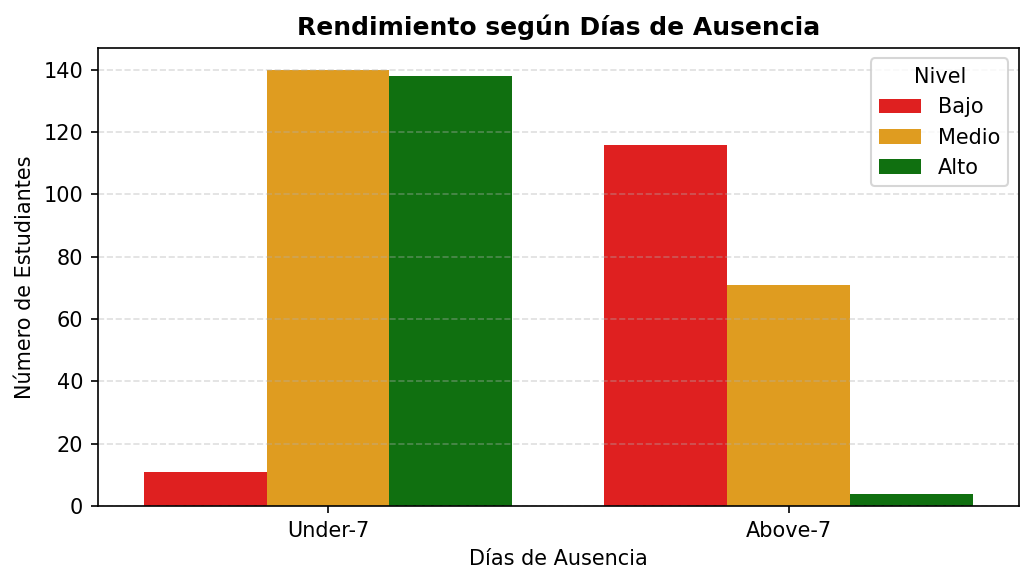 Rendimiento según Días de Ausencia
Nivel
Bajo
Medio
Alto
Número de Estudiantes
140
120
100
80
60
40
20
0
Under-7
Above-7
Días de Ausencia